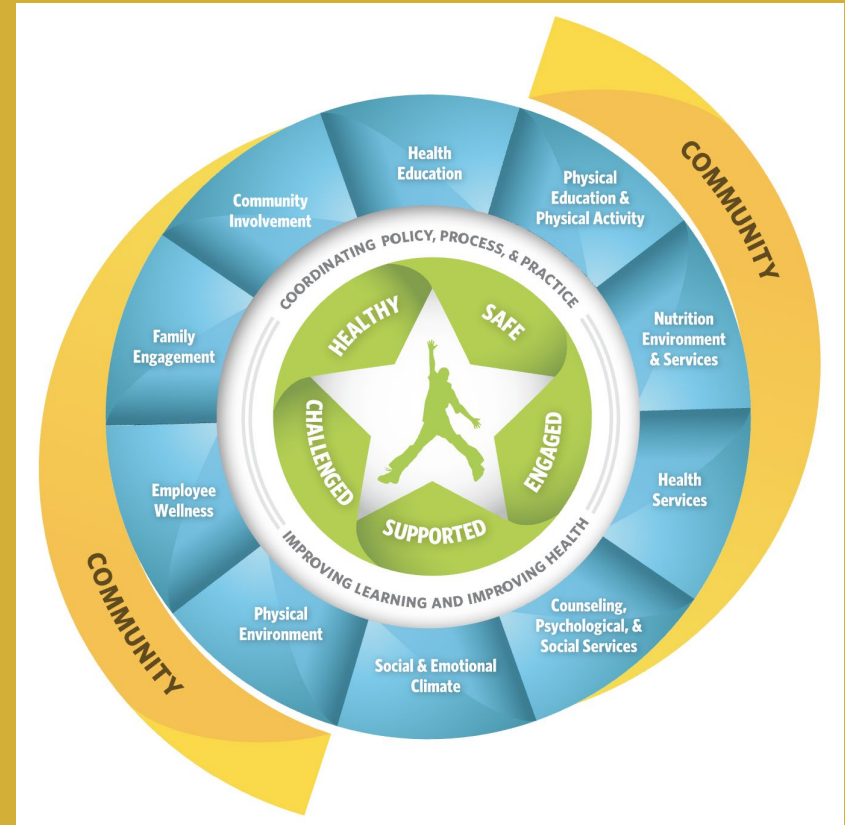 COMMUNITY
Health
Education
Physical
Education &
Physical Activity
Nutrition
Environment
& Services
Health
Services
Counseling,
Psychological, &
Social Services
Social & Emotional
Climate
Physical
Environment
Employee
Wellness
Family
Engagement
Community
Involvement
COORDINATING POLICY, PROCESS, & PRACTICE
IMPROVING LEARNING AND IMPROVING HEALTH
HEALTHY
SAFE
ENGAGED
SUPPORTED
CHALLENGED
COMMUNITY